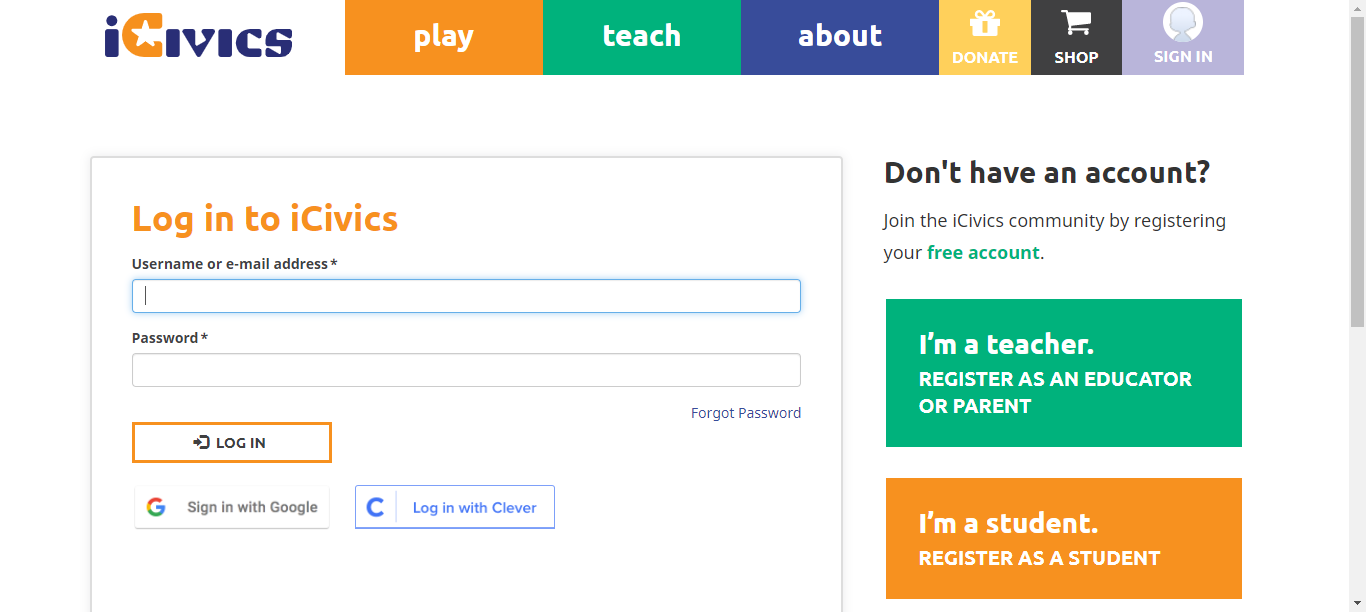 iCivics
play
teach
about
DONATE
SHOP
SIGN IN
Log in to iCivics
Username or e-mail address *
Password *
Forgot Password
LOG IN
Sign in with Google
C Log in with Clever
Don't have an account?
Join the iCivics community by registering
your free account.
I’m a teacher.
REGISTER AS AN EDUCATOR
OR PARENT
I’m a student.
REGISTER AS A STUDENT